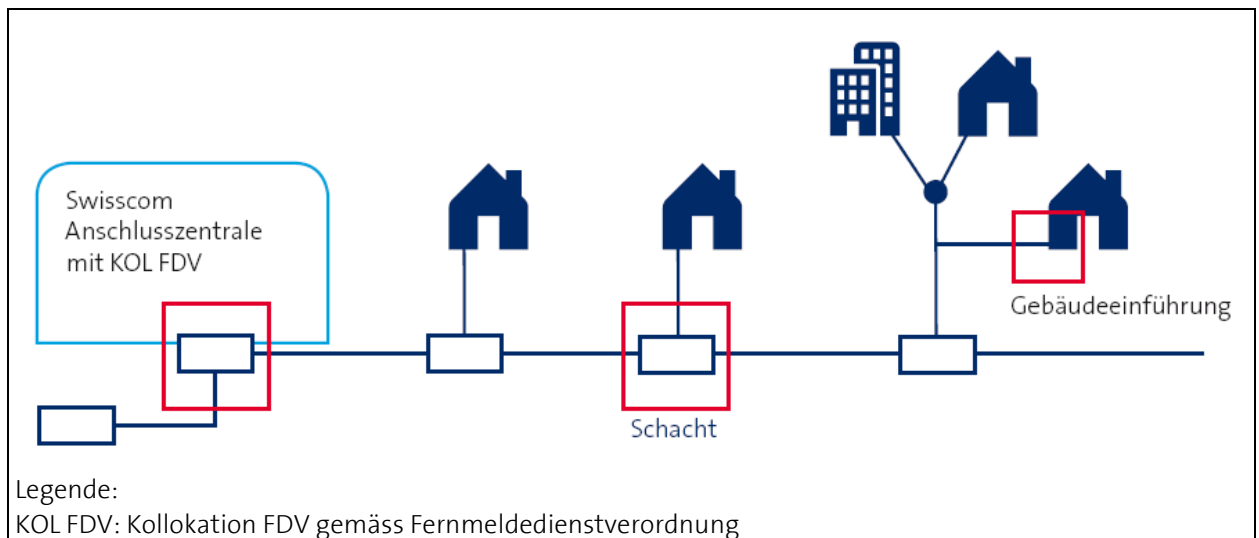 Swisscom
Anschlusszentrale
mit KOL FDV
Gebäudeeinführung
Schacht
Legende:
KOL FDV: Kollokation FDV gemäss Fernmeldedienstverordnung